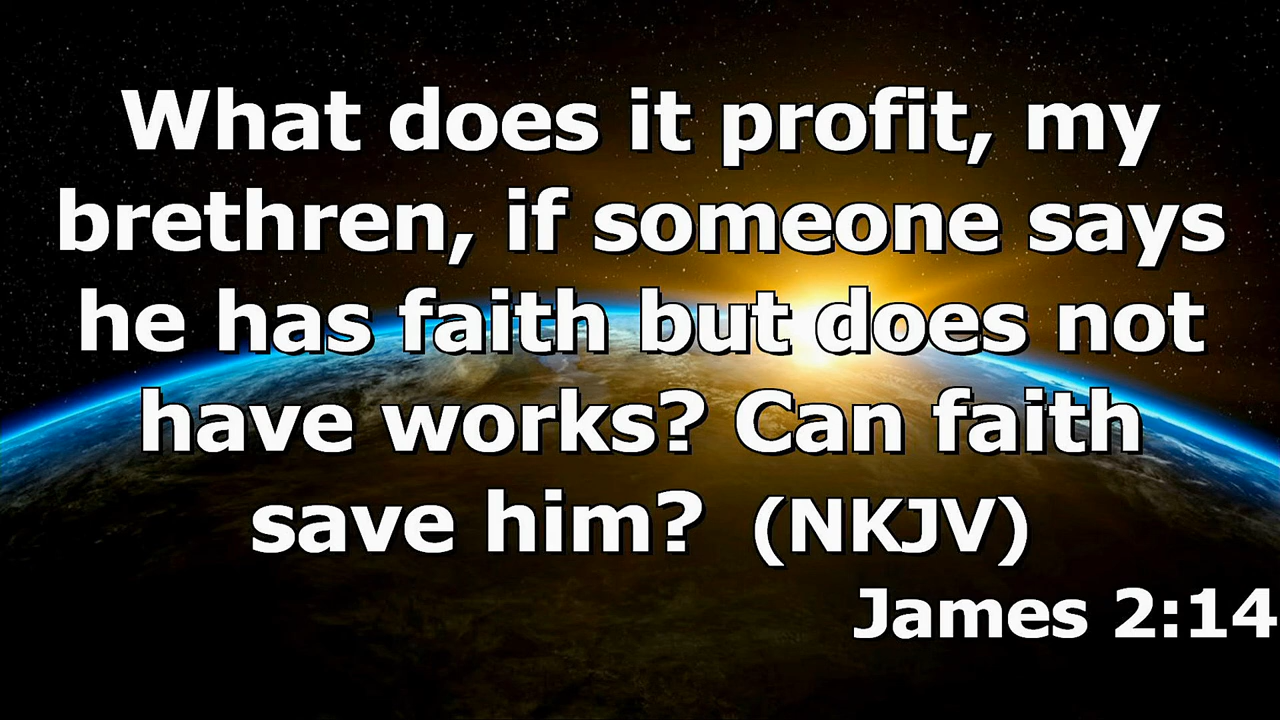 What does it profit, my
brethren, if someone says
he has faith but does not
have works? Can faith
save him? (NKJV)
James 2:14